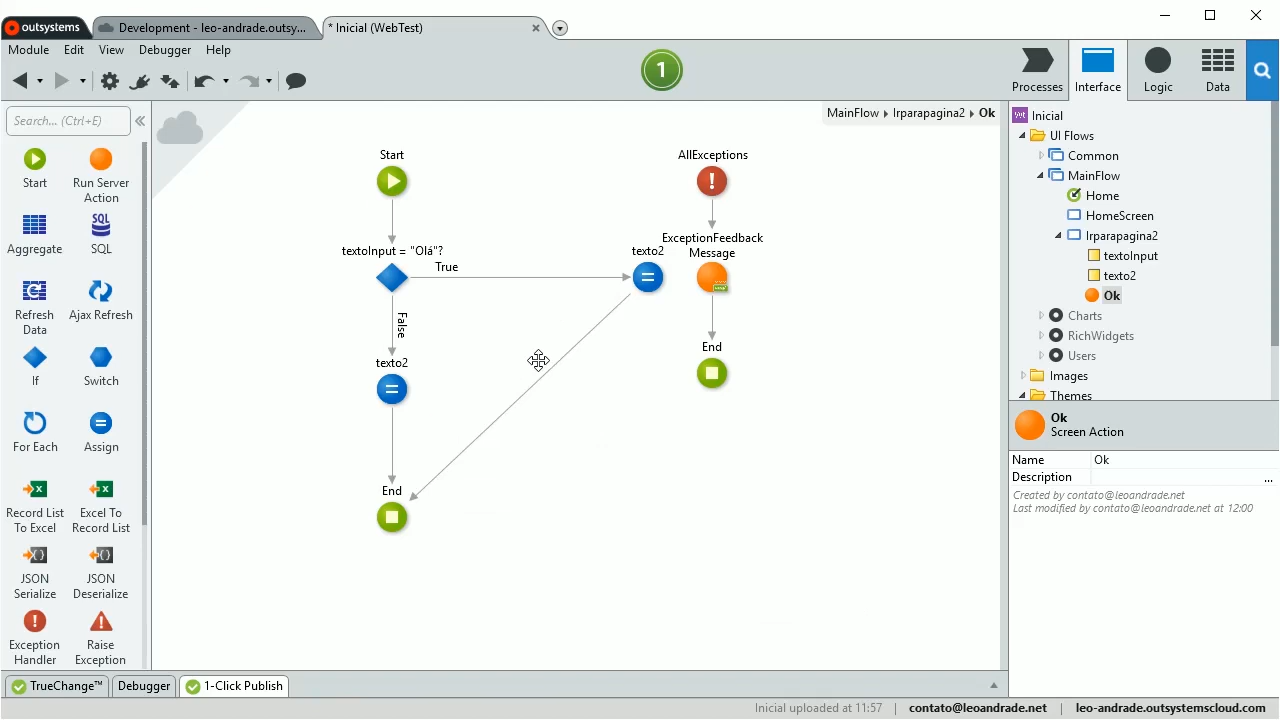 outsystems
Development - leo-andrade.outsy...
* Inicial (WebTest)
Module
Edit
View
Debugger
Help
1
Processes
Interface
Logic
Data
Search... (Ctrl+E)
MainFlow
Irparapagina2
Ok
Start
Run Server
Action
Aggregate
SQL
SQL
Refresh
Data
Ajax Refresh
If
Switch
For Each
Assign
Record List
To Excel
Excel To
Record List
JSON
Serialize
JSON
Deserialize
Exception
Handler
Raise
Exception
Start
textoInput = "Olá"?
True
False
texto2
texto2
End
AllExceptions
ExceptionFeedback
Message
End
Inicial
UI Flows
Common
MainFlow
Home
HomeScreen
Irparapagina2
textoInput
texto2
Ok
Charts
RichWidgets
Users
Images
Themes
Ok
Screen Action
Name
Ok
Description
...
Created by contato@leoandrade.net
Last modified by contato@leoandrade.net at 12:00
TrueChange™
Debugger
1-Click Publish
Inicial uploaded at 11:57
contato@leoandrade.net
leo-andrade.outsystemscloud.com